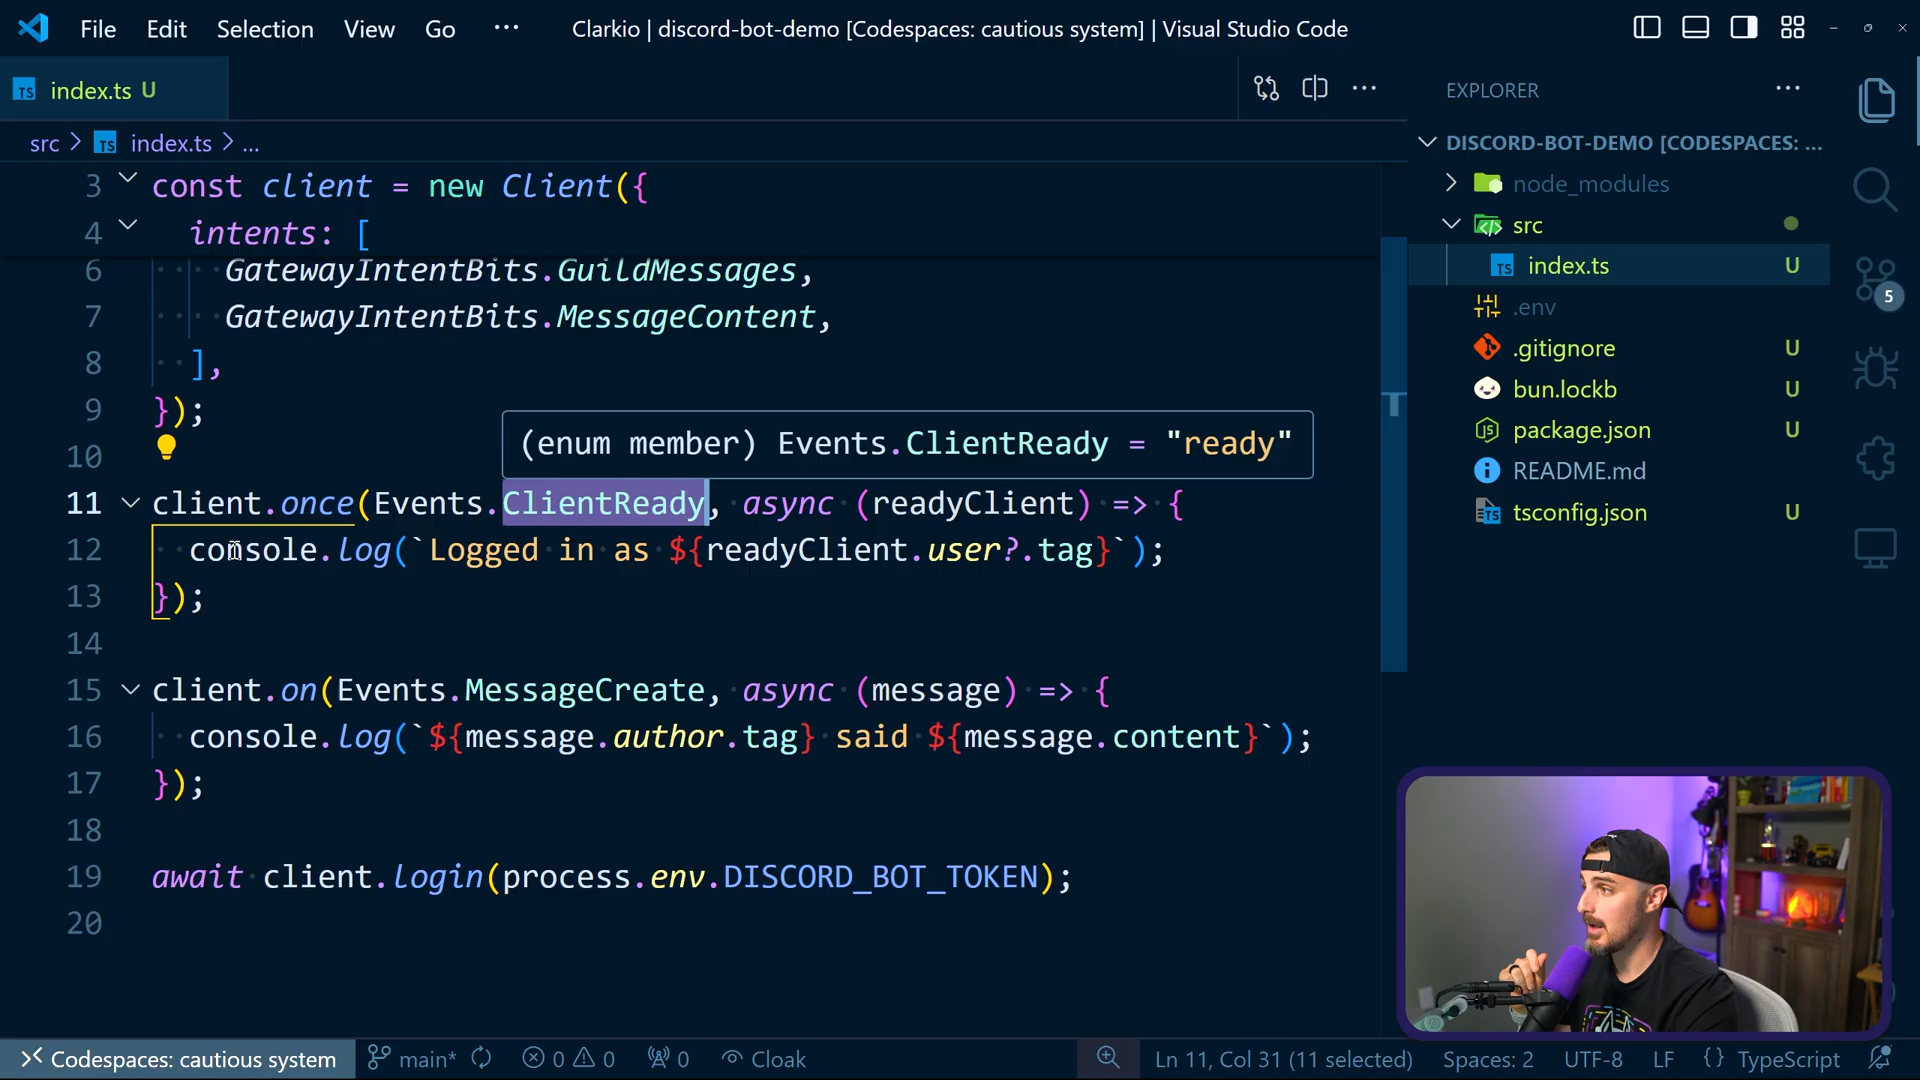 File Edit Selection View Go ··· Clarkio | discord-bot-demo [Codespaces: cautious system] | Visual Studio Code
TS index.ts U
src > TS index.ts > ...
3 const client = new Client({
4 intents: [
6 GatewayIntentBits.GuildMessages,
7 GatewayIntentBits.MessageContent,
8 ],
9 });
10
(enum member) Events.ClientReady = "ready"
11 client.once(Events.ClientReady, async (readyClient) => {
12 console.log(`Logged in as ${readyClient.user?.tag}`);
13 });
14
15 client.on(Events.MessageCreate, async (message) => {
16 console.log(`${message.author.tag} said ${message.content}`);
17 });
18
19 await client.login(process.env.DISCORD_BOT_TOKEN);
20
EXPLORER
DISCORD-BOT-DEMO [CODESPACES: ...
node_modules
src
TS index.ts U
.env
.gitignore U
bun.lockb U
JS package.json U
README.md
TS tsconfig.json U
5
Codespaces: cautious system main* 0 0 0 Cloak Ln 11, Col 31 (11 selected) Spaces: 2 UTF-8 LF {} TypeScript